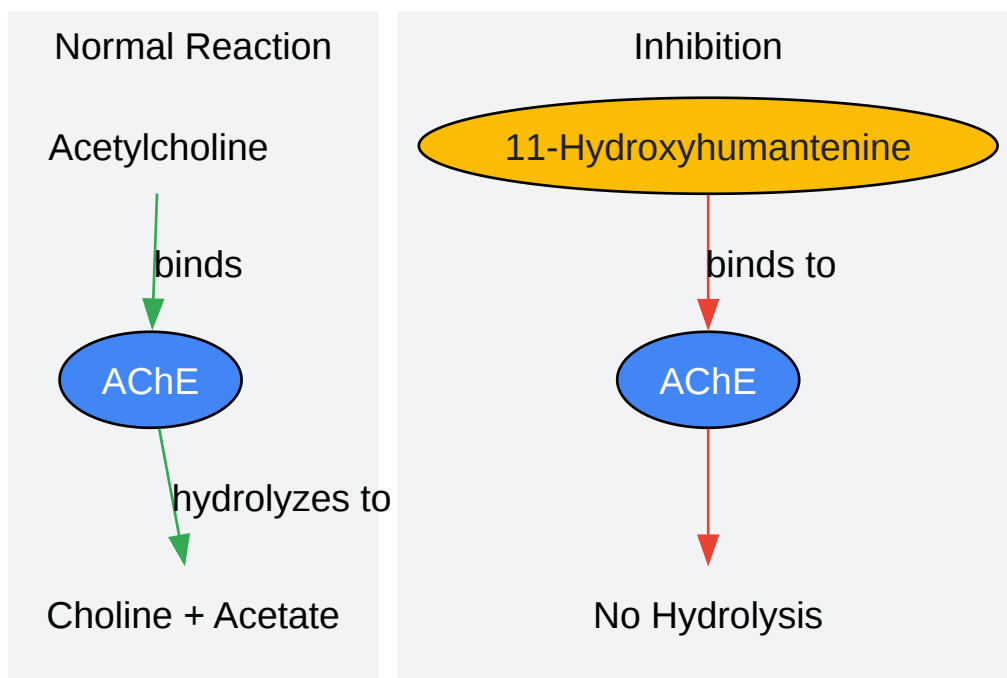 Normal Reaction
Acetylcholine
binds
AChE
hydrolyzes to
Choline + Acetate
Inhibition
11-Hydroxyhumantenine
binds to
AChE
No Hydrolysis